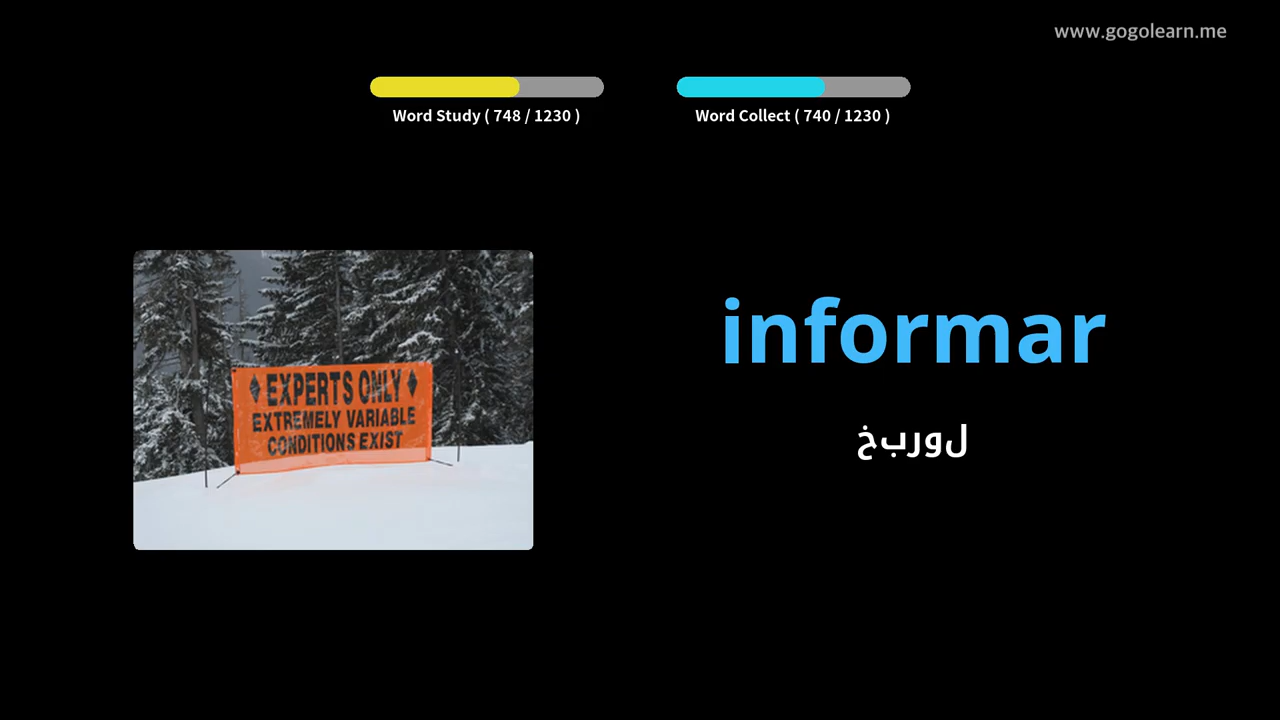 www.gogolearn.me
Word Study ( 748 / 1230 )
Word Collect ( 740 / 1230 )
EXPERTS ONLY
EXTREMELY VARIABLE
CONDITIONS EXIST
informar
لوربخ